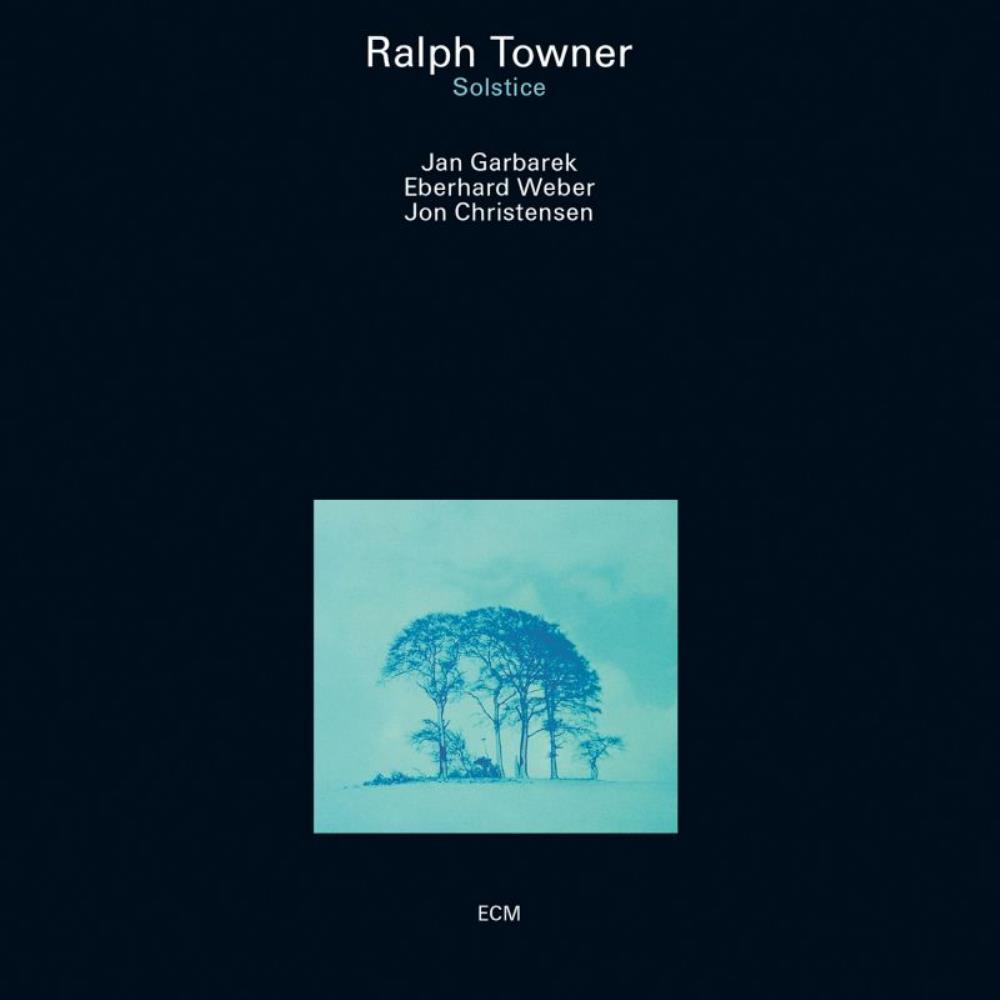 Ralph Towner
Solstice
Jan Garbarek
Eberhard Weber
Jon Christensen
ECM